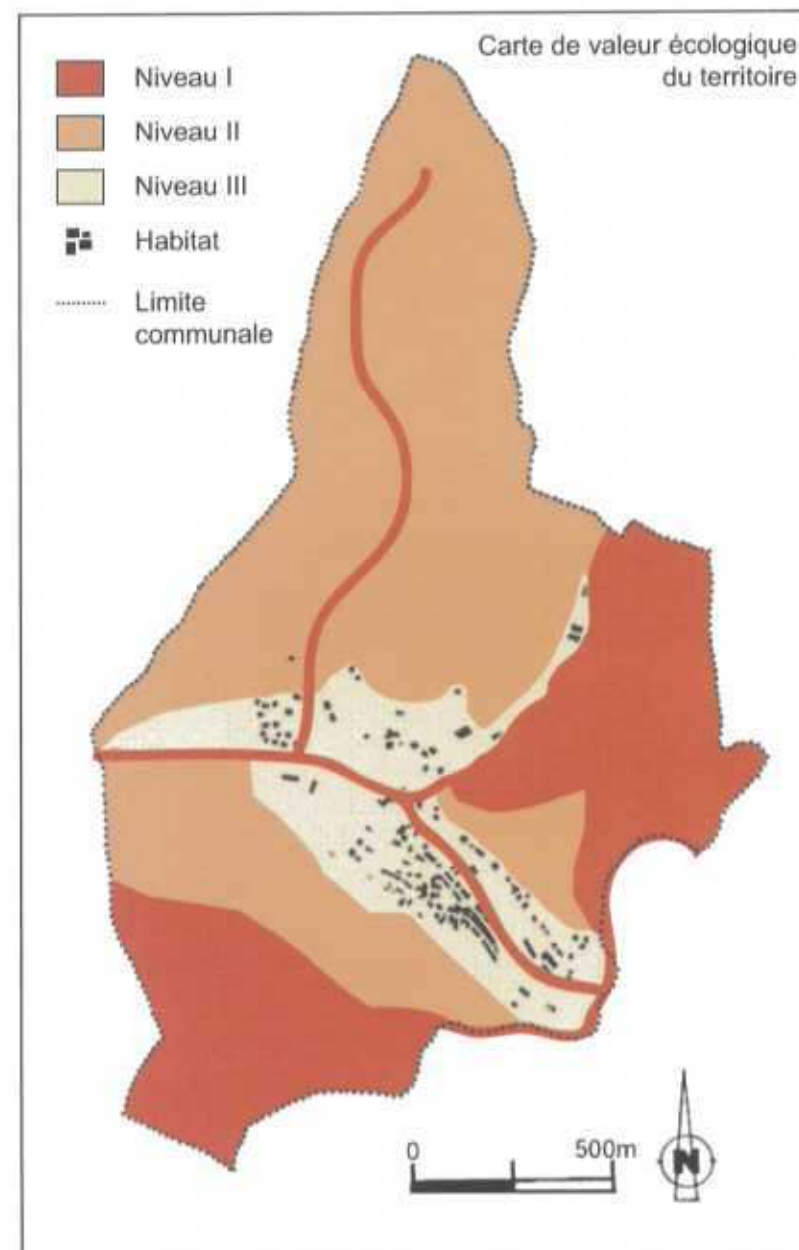 Carte de valeur écologique
du territoire
Niveau I
Niveau II
Niveau III
Habitat
Limite
communale
0 500m
N